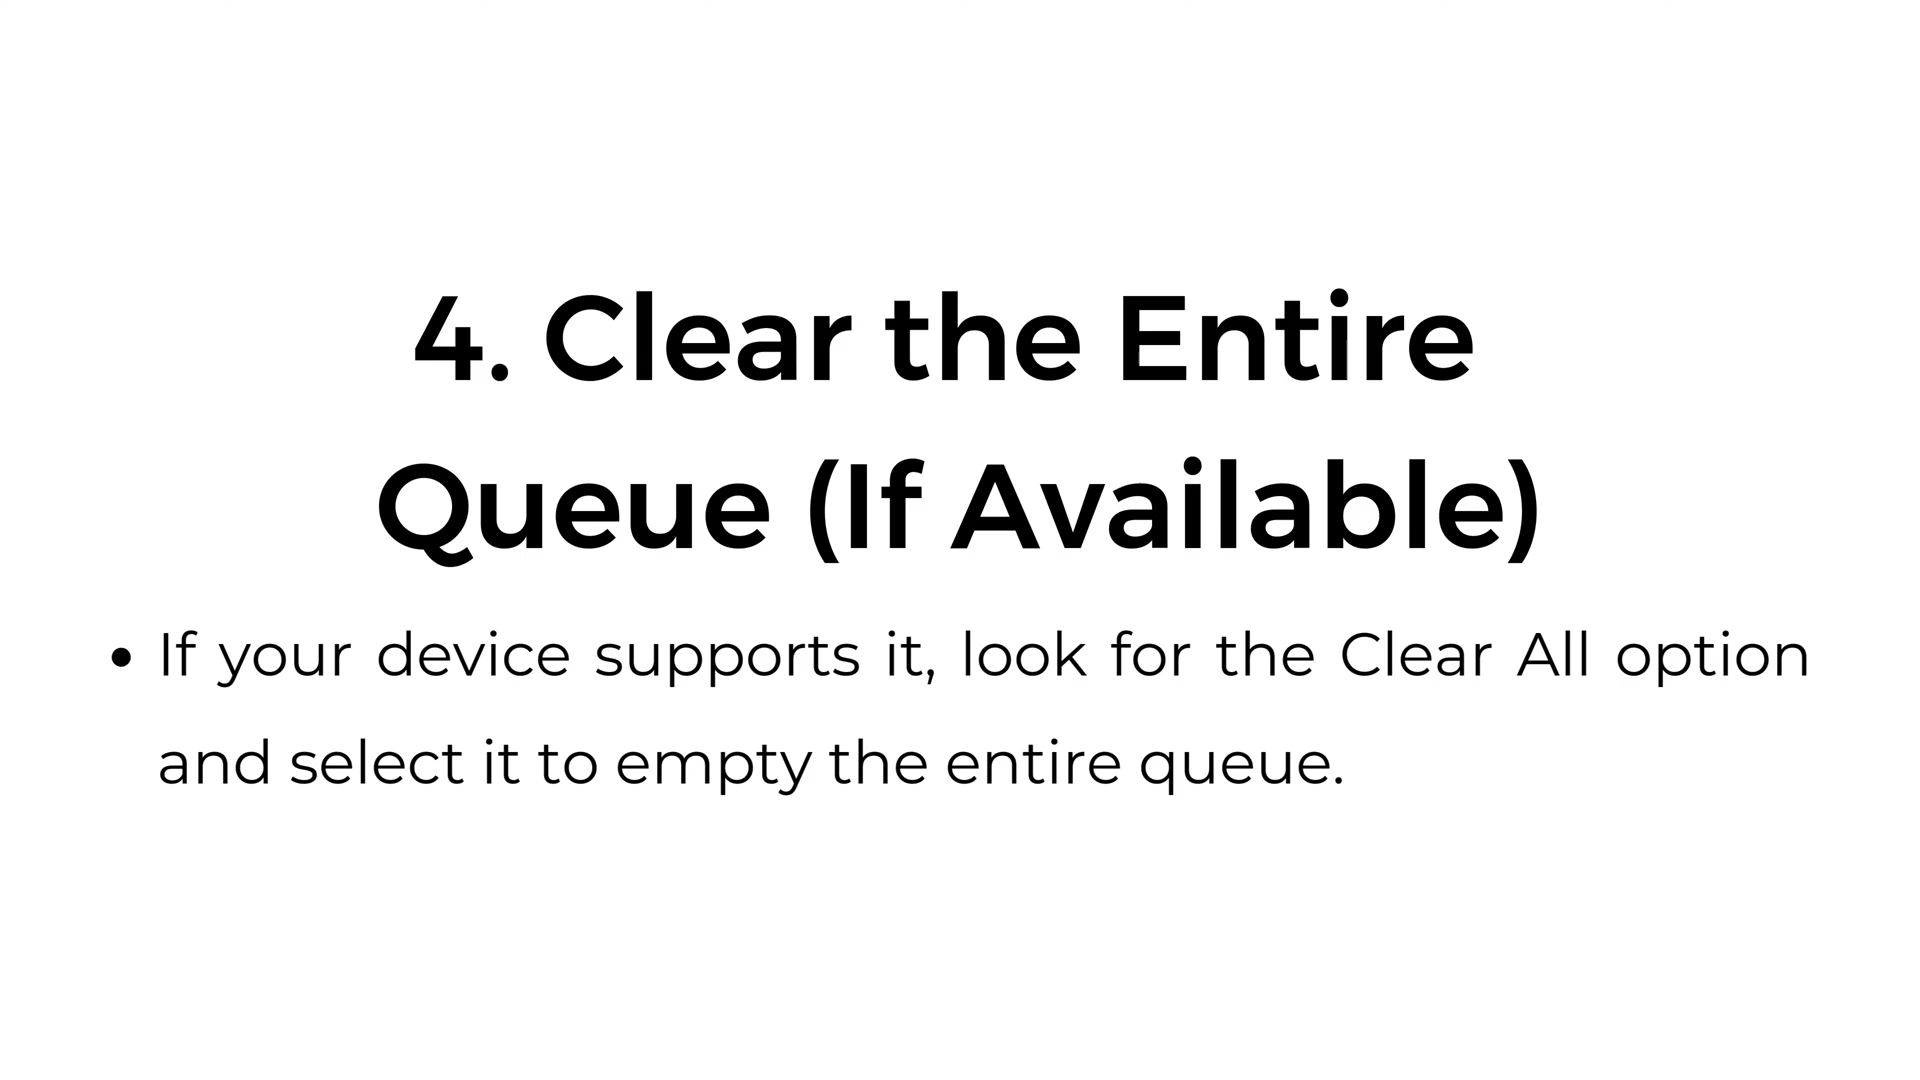 4. Clear the Entire
Queue (If Available)
• If your device supports it, look for the Clear All option
and select it to empty the entire queue.